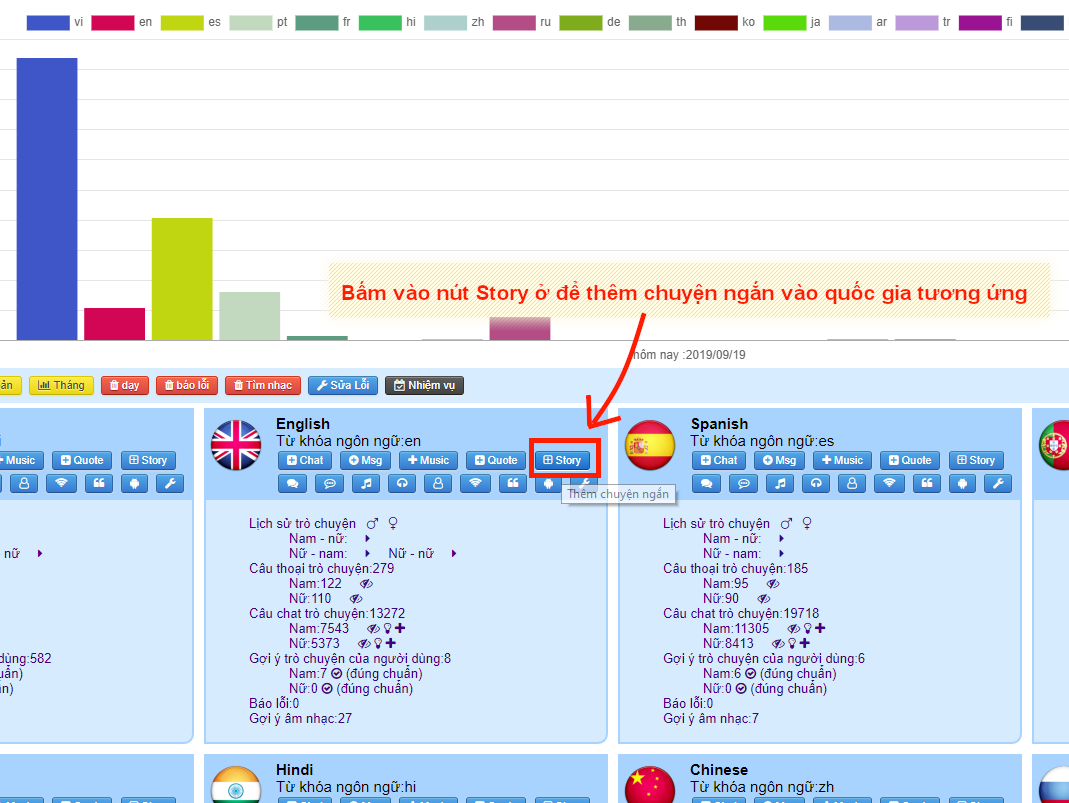 vi en es pt fr hi zh ru de th ko ja ar tr fi
Bấm vào nút Story ở để thêm chuyện ngắn vào quốc gia tương ứng
hôm nay :2019/09/19
Tháng dạy báo lỗi Tìm nhạc Sửa Lỗi Nhiệm vụ
Music Quote Story
nữ
dùng:582
English
Từ khóa ngôn ngữ:en
Chat Msg Music Quote Story
Thêm chuyện ngắn
Lịch sử trò chuyện
Nam - nữ:
Nữ - nam: Nữ - nữ
Câu thoại trò chuyện:279
Nam:122
Nữ:110
Câu chat trò chuyện:13272
Nam:7543
Nữ:5373
Gợi ý trò chuyện của người dùng:8
Nam:7 (đúng chuẩn)
Nữ:0 (đúng chuẩn)
Báo lỗi:0
Gợi ý âm nhạc:27
Spanish
Từ khóa ngôn ngữ:es
Chat Msg Music Quote Story
Lịch sử trò chuyện
Nam - nữ:
Nữ - nam:
Câu thoại trò chuyện:185
Nam:95
Nữ:90
Câu chat trò chuyện:19718
Nam:11305
Nữ:8413
Gợi ý trò chuyện của người dùng:6
Nam:6 (đúng chuẩn)
Nữ:0 (đúng chuẩn)
Báo lỗi:0
Gợi ý âm nhạc:7
Hindi
Từ khóa ngôn ngữ:hi
Chinese
Từ khóa ngôn ngữ:zh